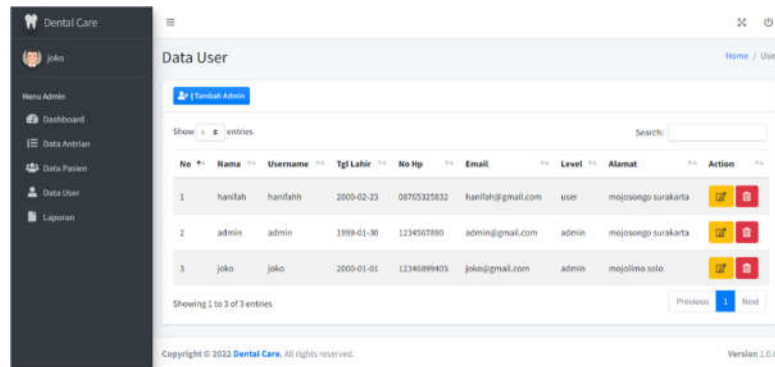 Dental Care
joko
Menu Admin
Dashboard
Data Antrian
Data Pasien
Data User
Laporan
Data User
Home / User
| Tambah Admin
Show entries
Search:
No Nama Username Tgl Lahir No Hp Email Level Alamat Action
1 hanifah hanifahh 2000-02-23 08765325832 hanifah@gmail.com user mojosongo surakarta
2 admin admin 1999-01-30 1234567890 admin@gmail.com admin mojosongo surakarta
3 joko joko 2000-01-01 12346899405 joko@gmail.com admin mojolimo solo
Showing 1 to 3 of 3 entries
Previous 1 Next
Copyright © 2022 Dental Care. All rights reserved.
Version 1.0.0